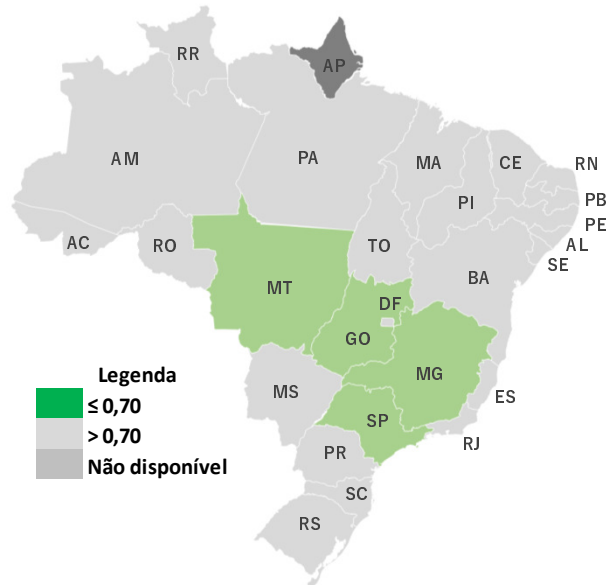 RR
AP
AM
PA
MA
CE
RN
PI
PB
PE
AL
SE
AC
RO
TO
BA
MT
DF
GO
MG
MS
ES
SP
RJ
PR
SC
RS
Legenda
≤ 0,70
> 0,70
Não disponível